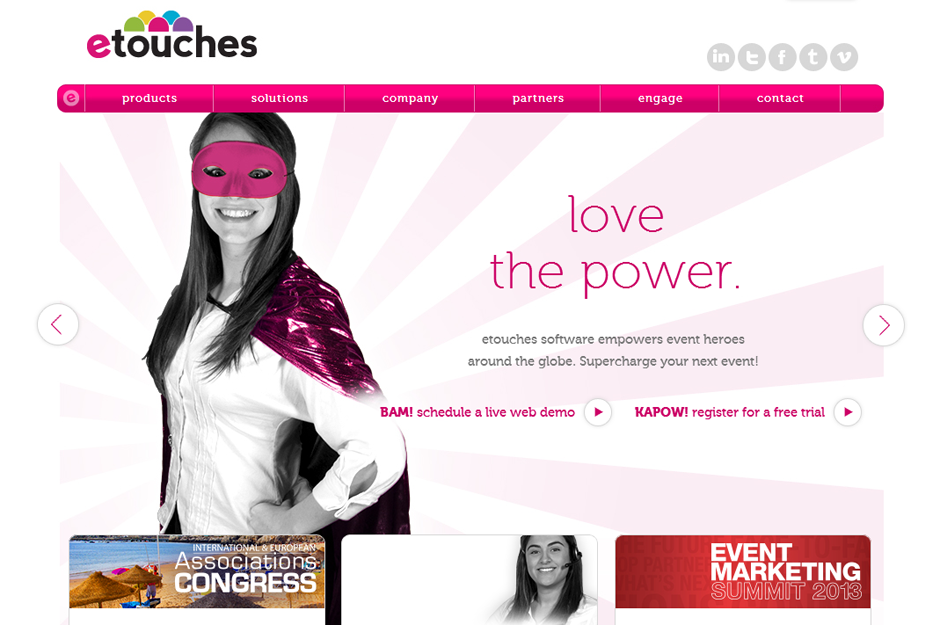 etouches
in t f t v
e products solutions company partners engage contact
love
the power.
etouches software empowers event heroes
around the globe. Supercharge your next event!
BAM! schedule a live web demo
KAPOW! register for a free trial
INTERNATIONAL & EUROPEAN
Associations
CONGRESS
EVENT
MARKETING
SUMMIT 2013